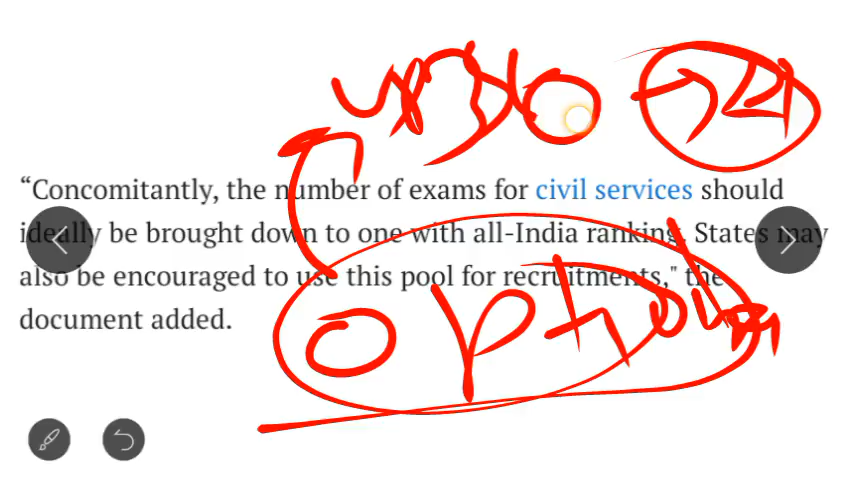 “Concomitantly, the number of exams for civil services should
ideally be brought down to one with all-India ranking. States may
also be encouraged to use this pool for recruitments," the
document added.